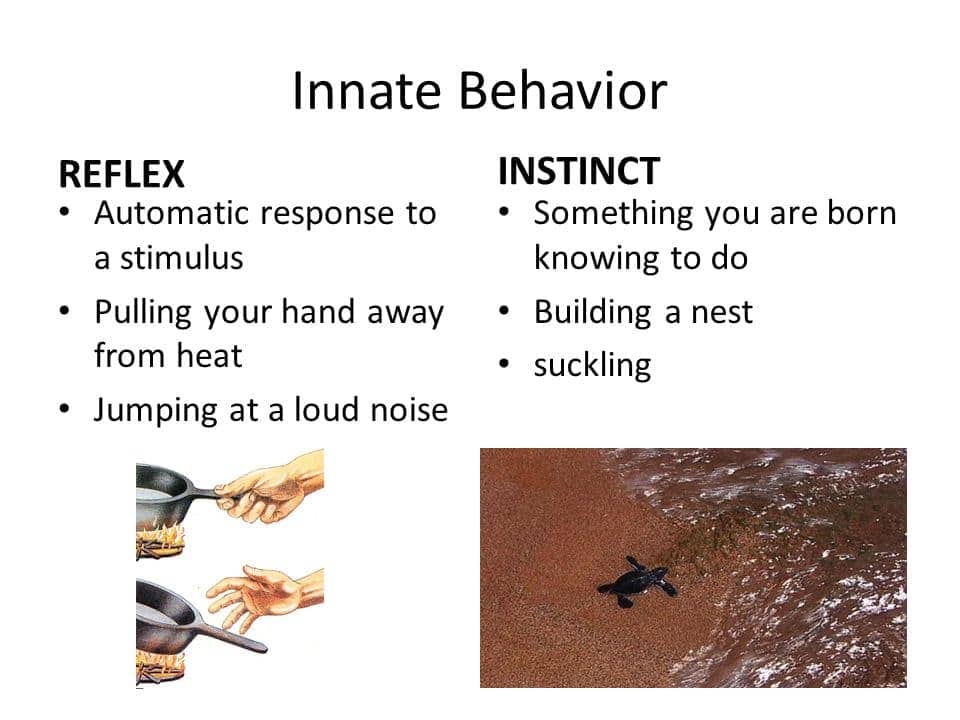 Innate Behavior
REFLEX
• Automatic response to
a stimulus
• Pulling your hand away
from heat
• Jumping at a loud noise
INSTINCT
• Something you are born
knowing to do
• Building a nest
• suckling